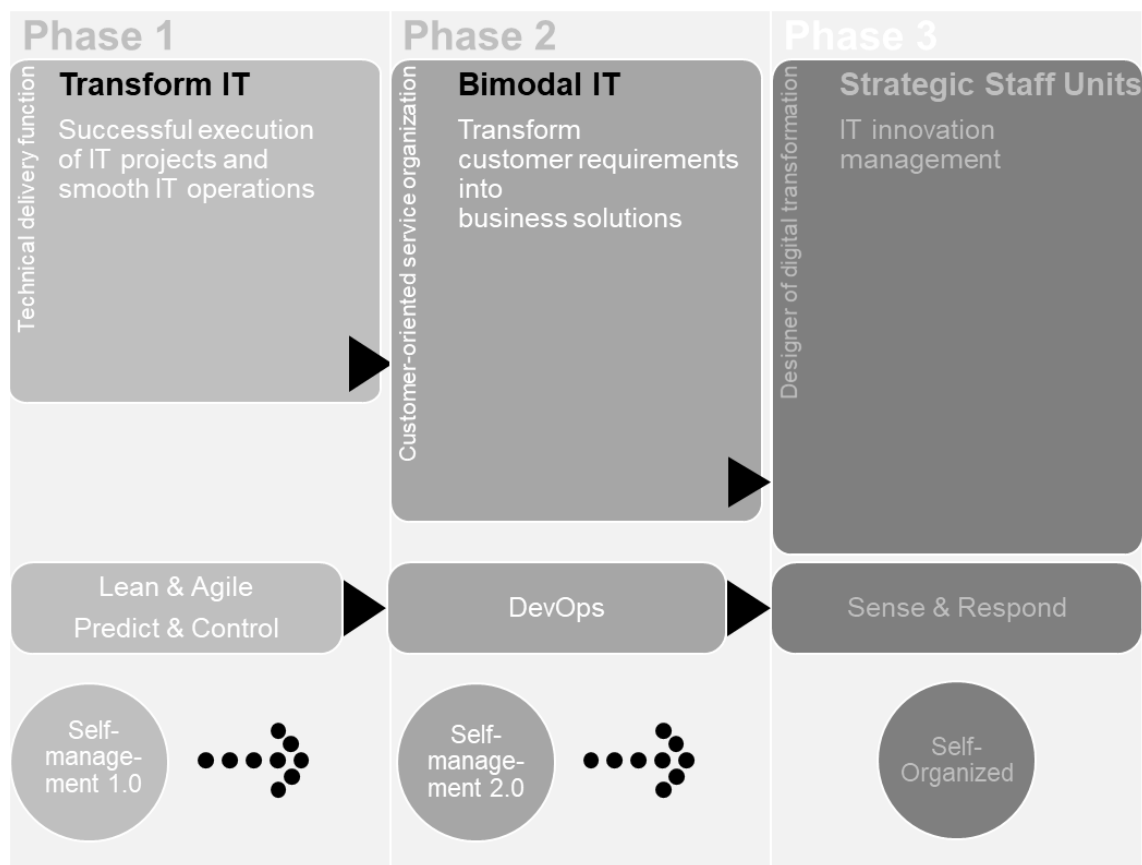 Phase 1
Technical delivery function
Transform IT
Successful execution
of IT projects and
smooth IT operations
Phase 2
Customer-oriented service organization
Bimodal IT
Transform
customer requirements
into
business solutions
Phase 3
Designer of digital transformation
Strategic Staff Units
IT innovation
management
Lean & Agile
Predict & Control
DevOps
Sense & Respond
Self-
manage-
ment 1.0
Self-
manage-
ment 2.0
Self-
Organized